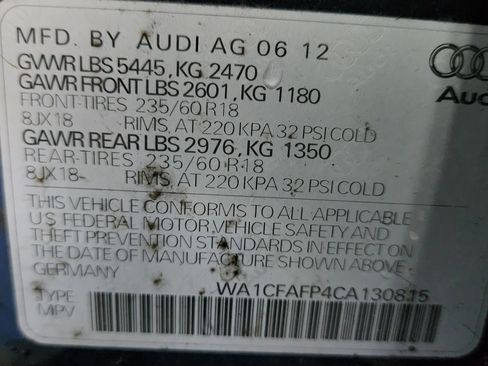 MFD. BY AUDI AG 06 12
GWWR LBS 5445, KG 2470
GAWR FRONT LBS 2601, KG 1180
FRONT-TIRES 235/60 R18
8JX18 RIMS, AT 220 KPA 32 PSI COLD
GAWR REAR LBS 2976, KG 1350
REAR-TIRES 235/60 R18
8JX18 RIMS, AT 220 KPA 32 PSI COLD
THIS VEHICLE CONFORMS TO ALL APPLICABLE
U.S. FEDERAL MOTOR VEHICLE SAFETY AND
THEFT PREVENTION STANDARDS IN EFFECT ON
THE DATE OF MANUFACTURE SHOWN ABOVE.
GERMANY
WA1CFAFP4CA130815
TYPE
MPV
Audi